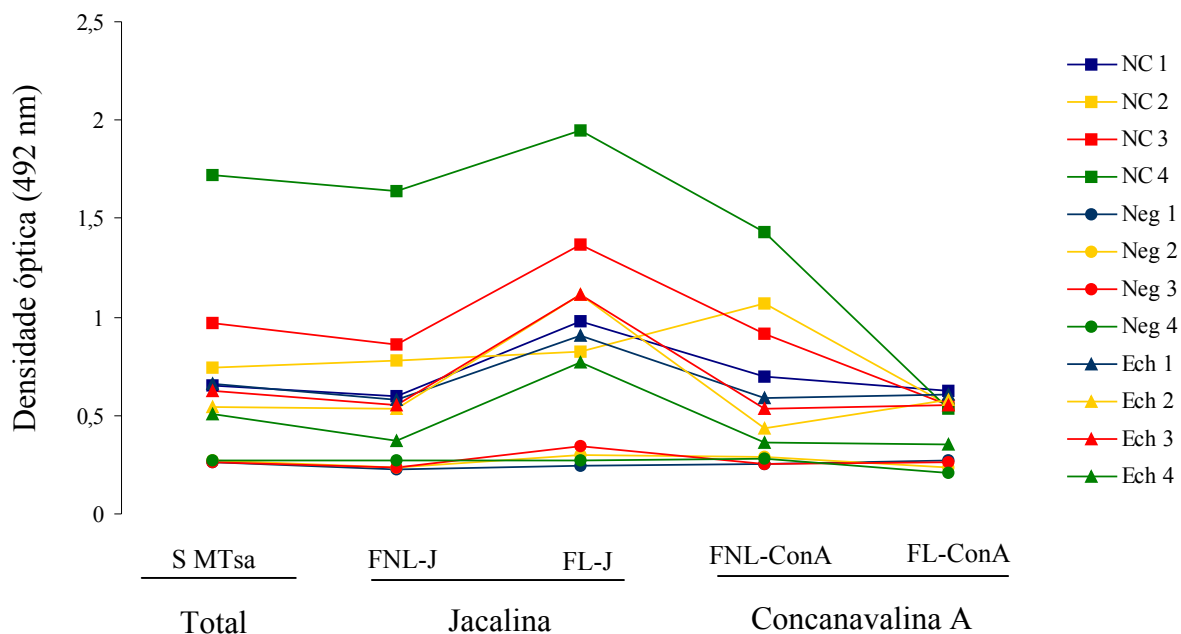 2,5
2
1,5
1
0,5
0
Densidade óptica (492 nm)
S MTsa
FNL-J
FL-J
FNL-ConA
FL-ConA
Total
Jacalina
Concanavalina A
NC 1
NC 2
NC 3
NC 4
Neg 1
Neg 2
Neg 3
Neg 4
Ech 1
Ech 2
Ech 3
Ech 4